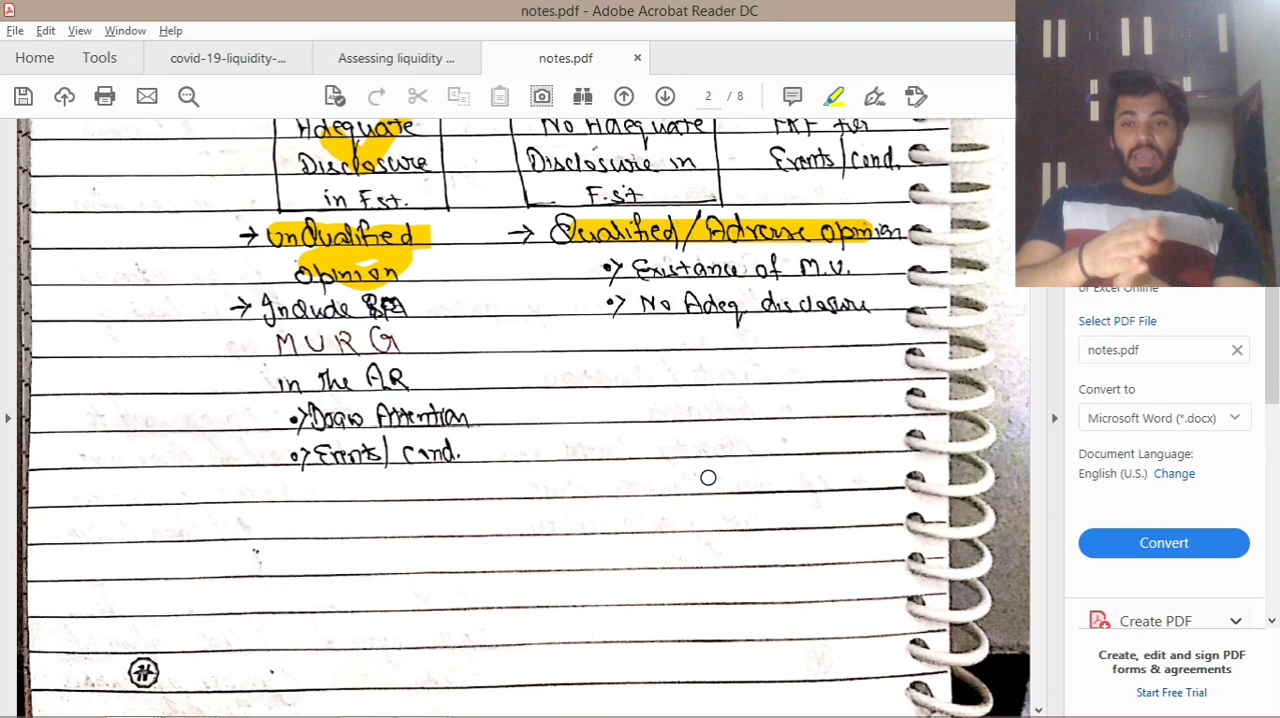 notes.pdf - Adobe Acrobat Reader DC
File Edit View Window Help
Home Tools covid-19-liquidity-... Assessing liquidity ... notes.pdf ×
2 / 8
Adequate No Adequate FRF for
Disclosure Disclosure in Events/cond.
in F.st. F.st
→ UnQualified → Qualified/Adverse opinion
opinion •> Existance of M.U.
→ Include •> No Adeq disclosure
M U R G
in the AR
•> Draw Attention
•> Events/ cond.
or Excel Online
Select PDF File
notes.pdf ×
Convert to
Microsoft Word (*.docx)
Document Language:
English (U.S.) Change
Convert
Create PDF
Create, edit and sign PDF
forms & agreements
Start Free Trial